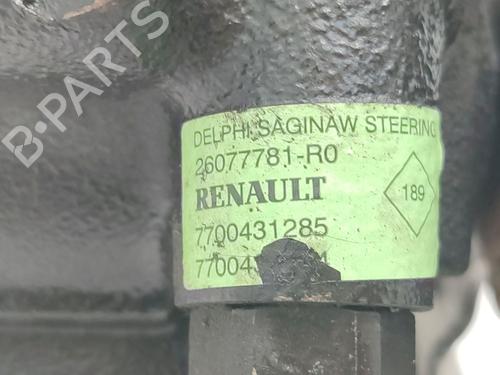 B-PARTS
DELPHI SAGINAW STEERING
26077781-R0
RENAULT
189
7700431285